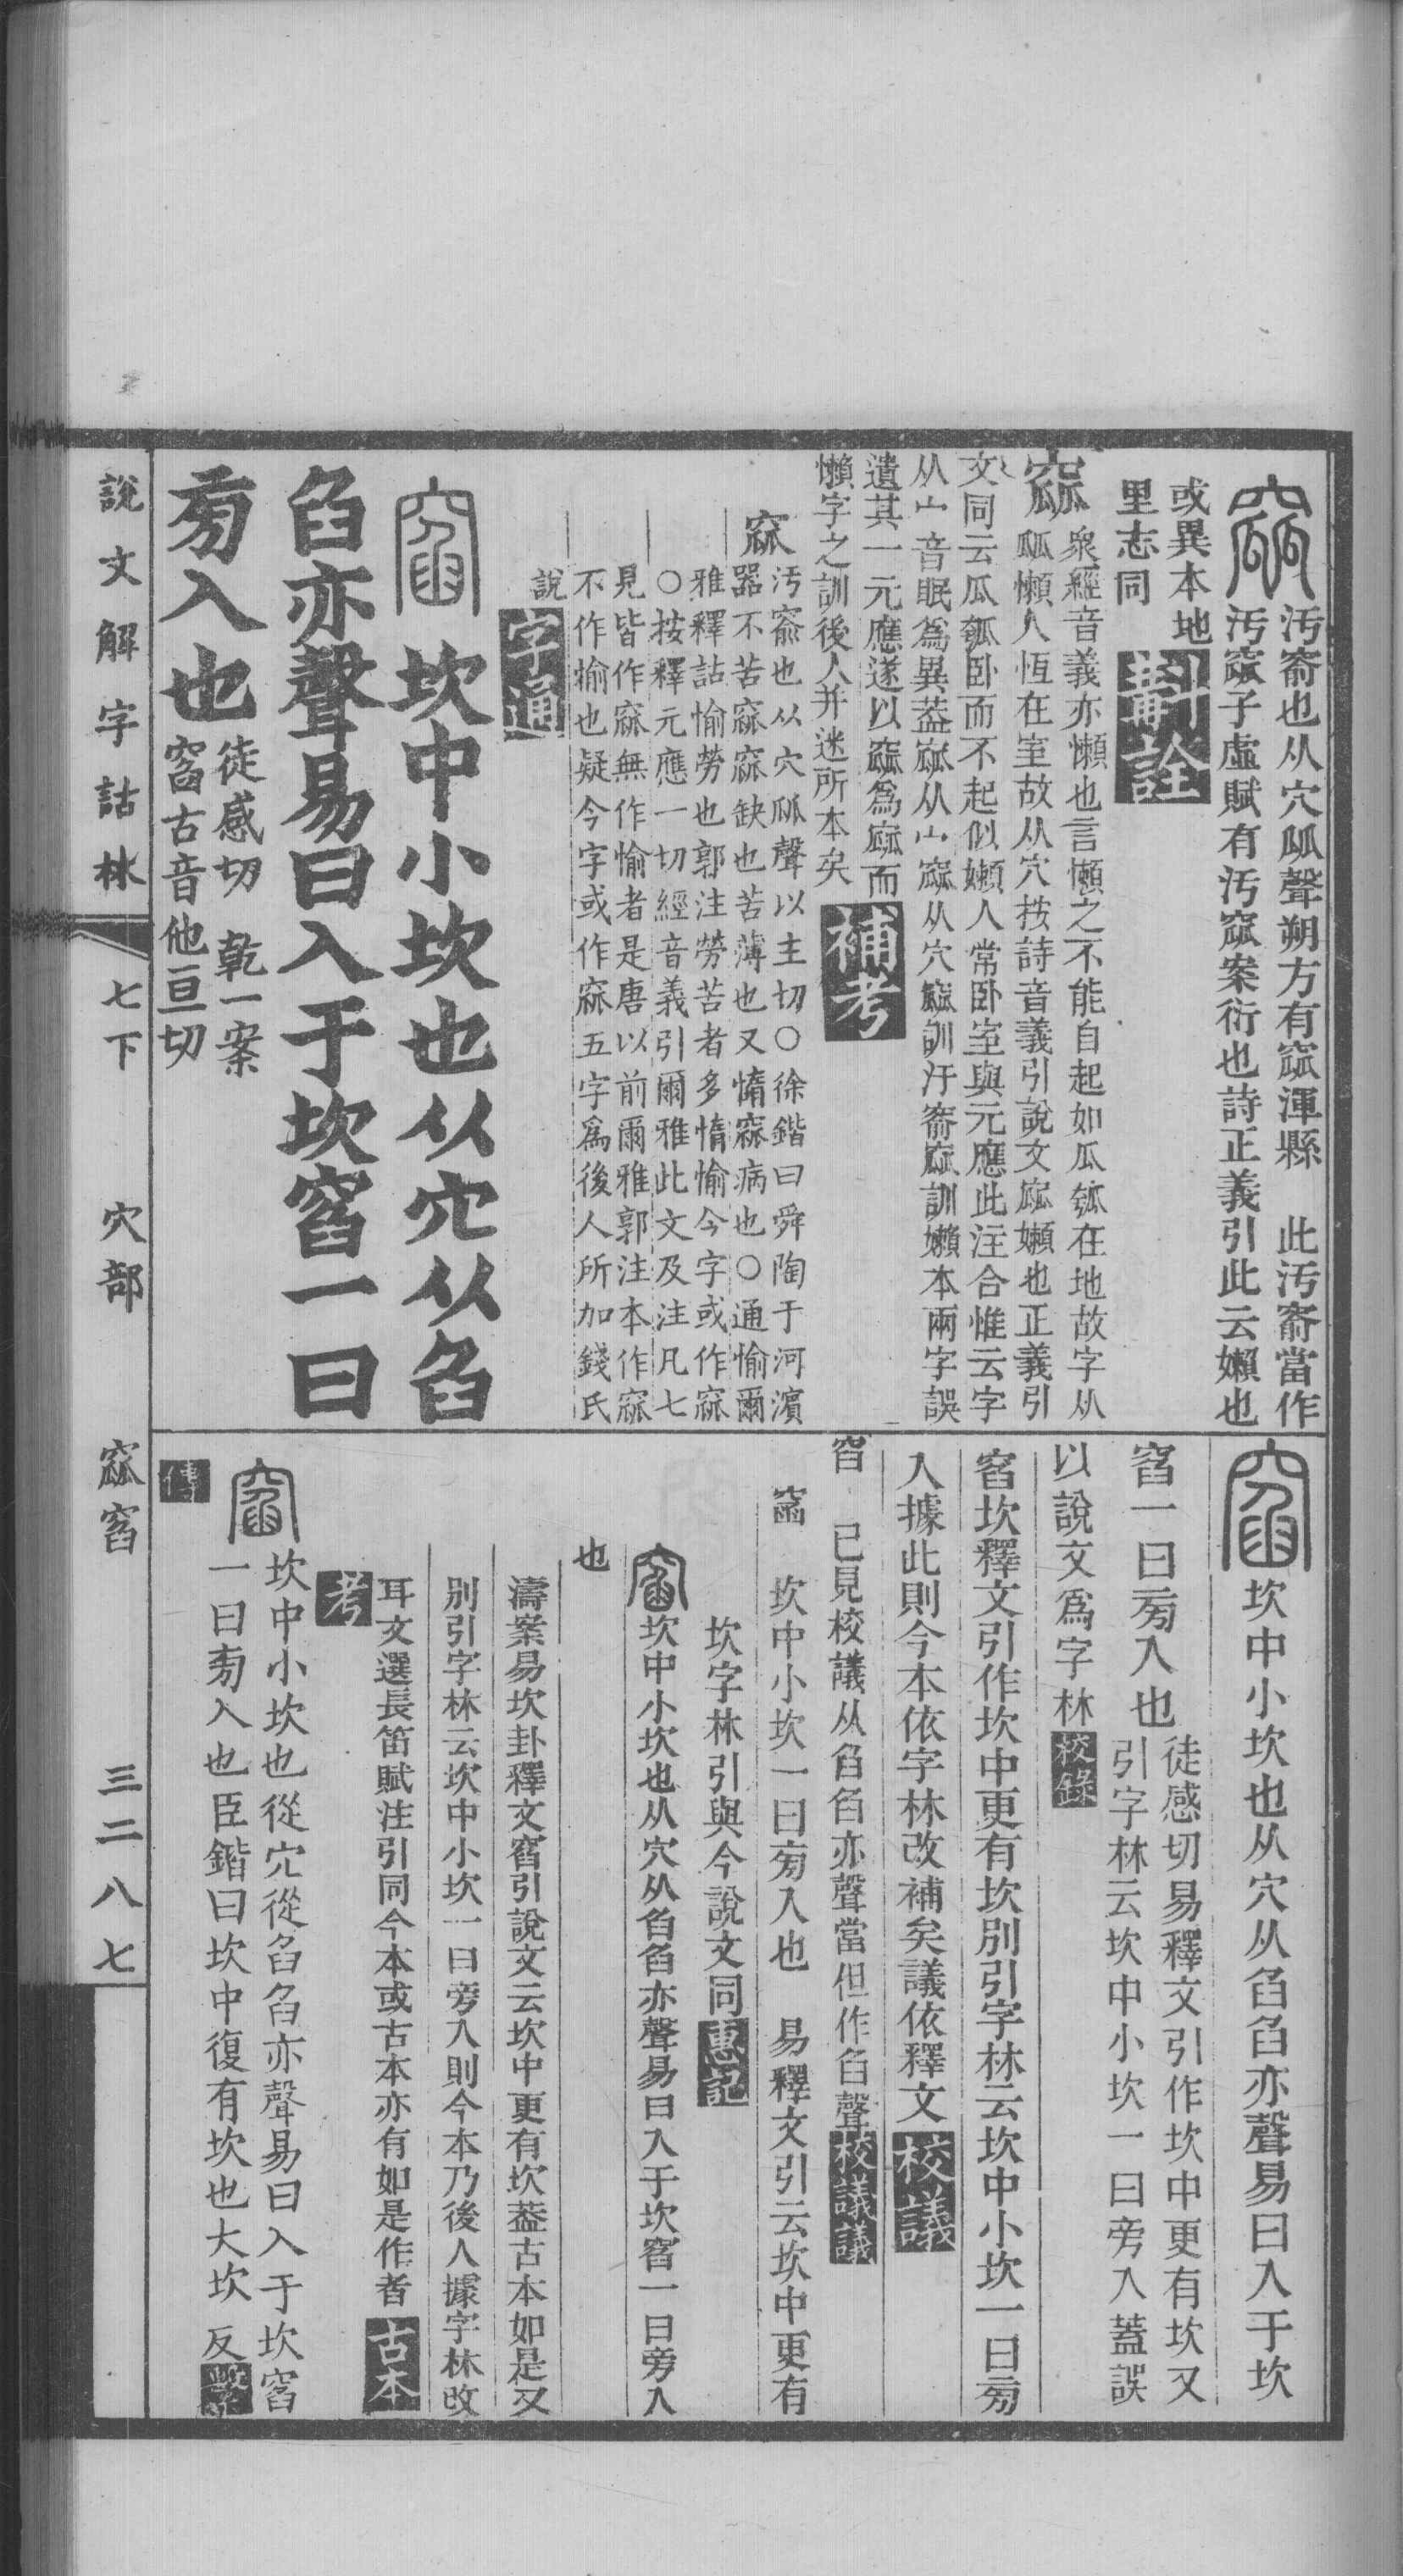 汚窬也从穴㼌聲朔方有窳渾縣　此汚窬當作
汚窳子虛賦有汚窳案衍也詩正義引此云嬾也
或異本地
里志同
斠詮
窳
衆經音義亦懶也言懶之不能自起如瓜瓠在地故字从
㼌懶人恆在室故从穴按詩音義引說文窳嬾也正義引
文同云瓜瓠卧而不起似嬾人常卧室與元應此注合惟云字
从宀音眠爲異葢㼌从宀窳从穴窳訓汙窬㼌訓嬾本兩字誤
遺其一元應遂以窳爲㼌而
懶字之訓後人并迷所本矣
補考
窳
汚窬也从穴㼌聲以主切○徐鍇曰舜陶于河濵
器不苦窳窳缺也苦薄也又惰窳病也○通愉爾
雅釋詁愉勞也郭注勞苦者多惰愉今字或作窳
○按釋元應一切經音義引爾雅此文及注凡七
見皆作窳無作愉者是唐以前爾雅郭注本作窳
不作揄也疑今字或作窳五字爲後人所加錢氏
說
字通
坎中小坎也从穴从臽
臽亦聲易曰入于坎窞一曰
㫄入也
徒感切　乾一案
窞古音他亘切
說文解字詁林　七下　穴部　窳窞　三二八七
坎中小坎也从穴从臽臽亦聲易曰入于坎
窞一曰㫄入也
徒感切易釋文引作坎中更有坎又
引字林云坎中小坎一曰旁入蓋誤
以說文爲字林
校錄
窞坎釋文引作坎中更有坎別引字林云坎中小坎一曰㫄
入據此則今本依字林改補矣議依釋文
校議
窞　已見校議从臽臽亦聲當但作臽聲
校議議
窞　坎中小坎一曰㫄入也　易釋文引云坎中更有
坎字林引與今說文同
惠記
坎中小坎也从穴从臽臽亦聲易曰入于坎窞一曰旁入
也
濤案易坎卦釋文窞引說文云坎中更有坎葢古本如是又
別引字林云坎中小坎一曰旁入則今本乃後人據字林改
耳文選長笛賦注引同今本或古本亦有如是作者
古本
考
坎中小坎也從穴從臽臽亦聲易曰入于坎窞
一曰㫄入也臣鍇曰坎中復有坎也大坎反
繫
傳